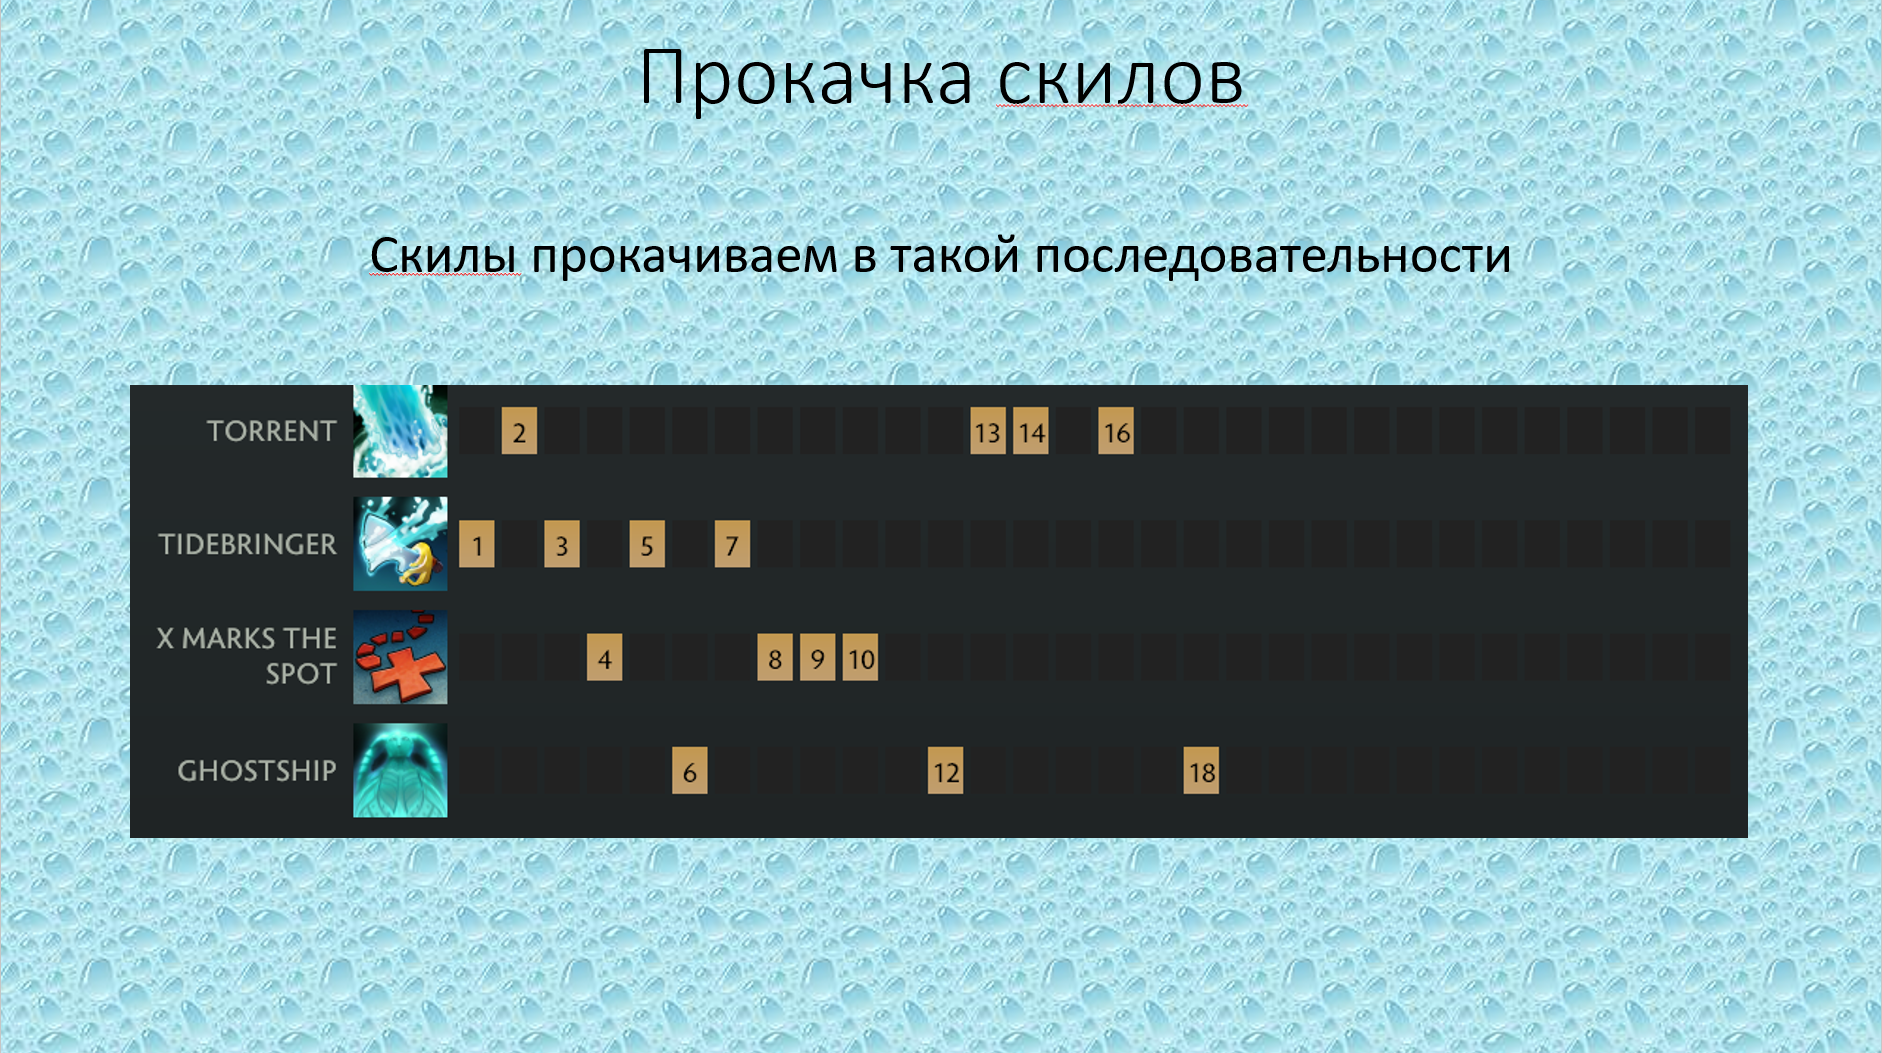 Прокачка скилов
Скилы прокачиваем в такой последовательности
TORRENT 2 13 14 16
TIDEBRINGER 1 3 5 7
X MARKS THE
SPOT 4 8 9 10
GHOSTSHIP 6 12 18